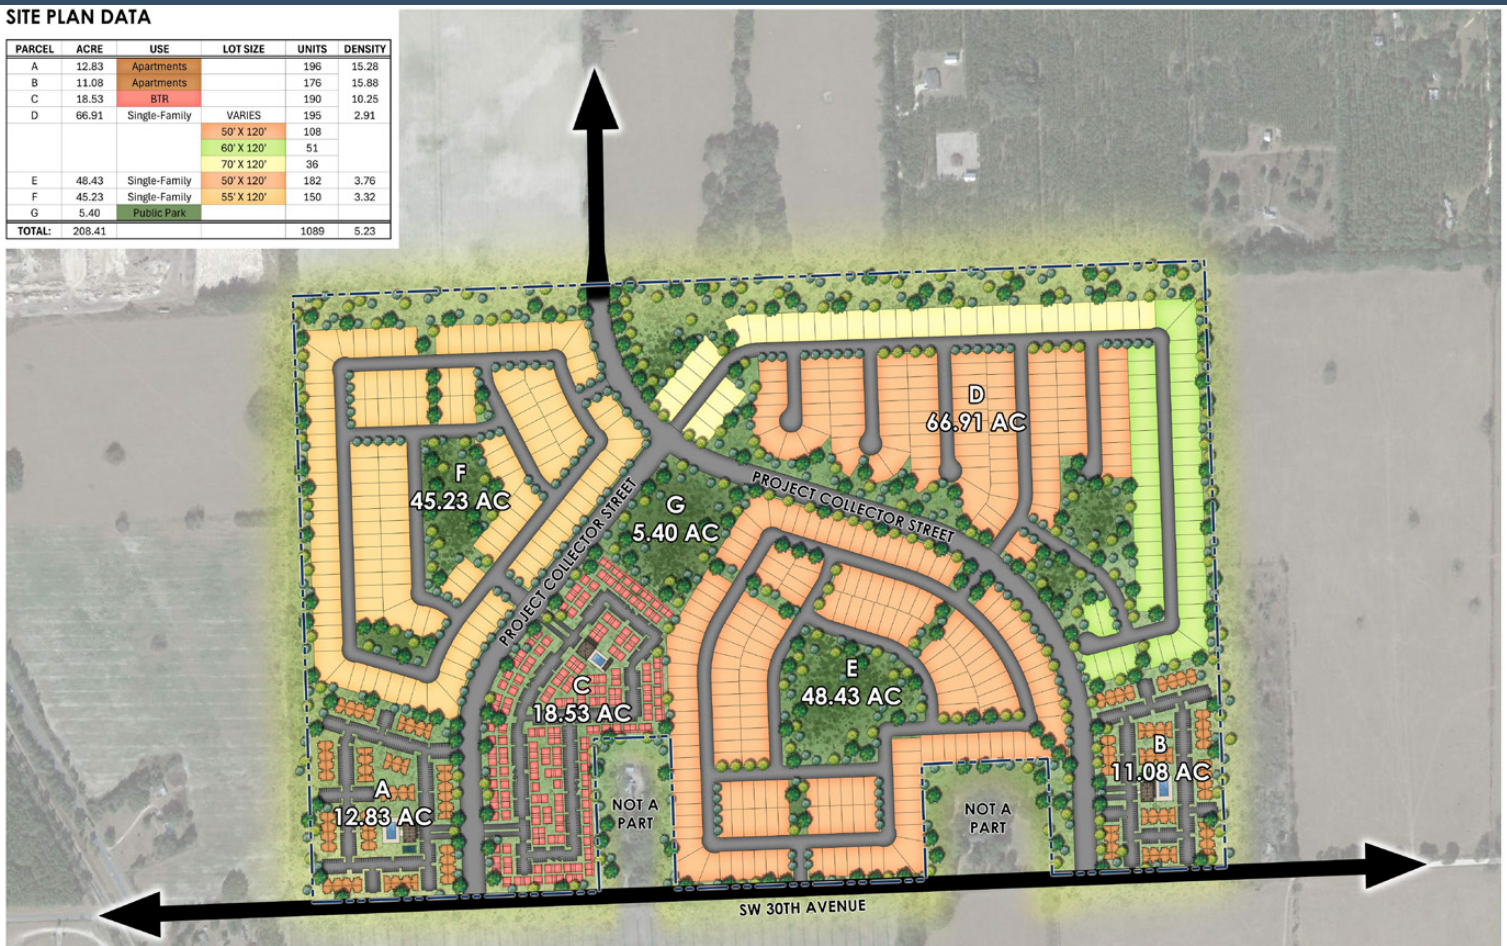 SITE PLAN DATA
PARCEL ACRE USE LOT SIZE UNITS DENSITY
A 12.83 Apartments 196 15.28
B 11.08 Apartments 176 15.88
C 18.53 BTR 190 10.25
D 66.91 Single-Family VARIES 195 2.91
50' X 120' 108
60' X 120' 51
70' X 120' 36
E 48.43 Single-Family 50' X 120' 182 3.76
F 45.23 Single-Family 55' X 120' 150 3.32
G 5.40 Public Park
TOTAL: 208.41 1089 5.23
D
66.91 AC
F
45.23 AC
G
5.40 AC
PROJECT COLLECTOR STREET
PROJECT COLLECTOR STREET
E
48.43 AC
C
18.53 AC
B
11.08 AC
A
12.83 AC
NOT A
PART
NOT A
PART
SW 30TH AVENUE